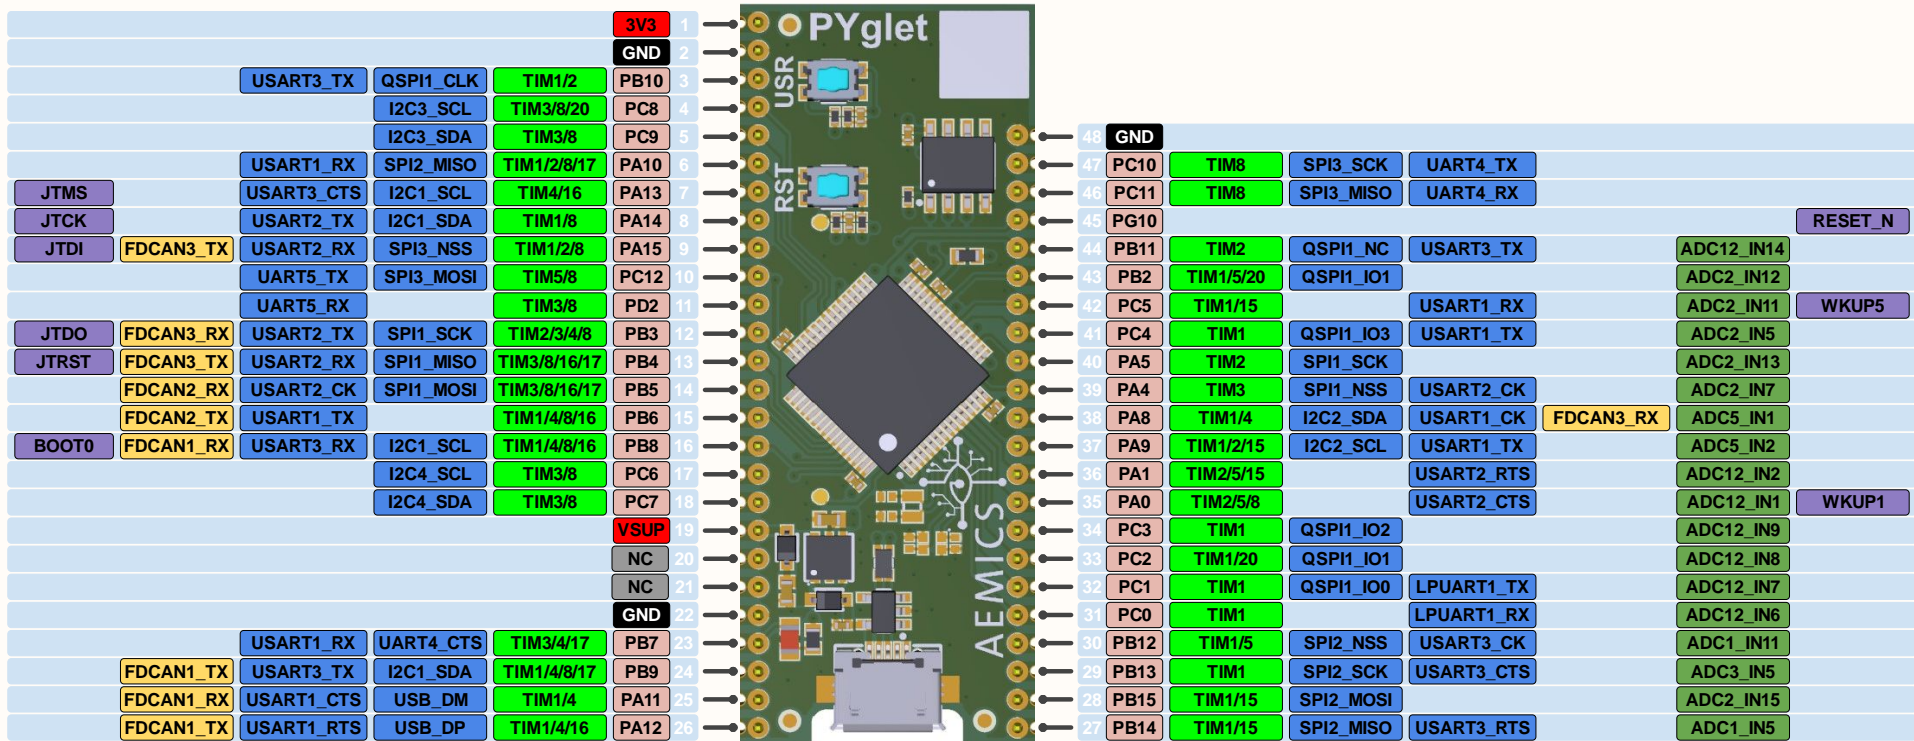 3V3 1
GND 2
USART3_TX QSPI1_CLK TIM1/2 PB10 3
I2C3_SCL TIM3/8/20 PC8 4
I2C3_SDA TIM3/8 PC9 5
USART1_RX SPI2_MISO TIM1/2/8/17 PA10 6
JTMS USART3_CTS I2C1_SCL TIM4/16 PA13 7
JTCK USART2_TX I2C1_SDA TIM1/8 PA14 8
JTDI FDCAN3_TX USART2_RX SPI3_NSS TIM1/2/8 PA15 9
UART5_TX SPI3_MOSI TIM5/8 PC12 10
UART5_RX TIM3/8 PD2 11
JTDO FDCAN3_RX USART2_TX SPI1_SCK TIM2/3/4/8 PB3 12
JTRST FDCAN3_TX USART2_RX SPI1_MISO TIM3/8/16/17 PB4 13
FDCAN2_RX USART2_CK SPI1_MOSI TIM3/8/16/17 PB5 14
FDCAN2_TX USART1_TX TIM1/4/8/16 PB6 15
BOOT0 FDCAN1_RX USART3_RX I2C1_SCL TIM1/4/8/16 PB8 16
I2C4_SCL TIM3/8 PC6 17
I2C4_SDA TIM3/8 PC7 18
VSUP 19
NC 20
NC 21
GND 22
USART1_RX UART4_CTS TIM3/4/17 PB7 23
FDCAN1_TX USART3_TX I2C1_SDA TIM1/4/8/17 PB9 24
FDCAN1_RX USART1_CTS USB_DM TIM1/4 PA11 25
FDCAN1_TX USART1_RTS USB_DP TIM1/4/16 PA12 26
PYglet
USR
RST
AEMICS
48 GND
47 PC10 TIM8 SPI3_SCK UART4_TX
46 PC11 TIM8 SPI3_MISO UART4_RX
45 PG10 RESET_N
44 PB11 TIM2 QSPI1_NC USART3_TX ADC12_IN14
43 PB2 TIM1/5/20 QSPI1_IO1 ADC2_IN12
42 PC5 TIM1/15 USART1_RX ADC2_IN11 WKUP5
41 PC4 TIM1 QSPI1_IO3 USART1_TX ADC2_IN5
40 PA5 TIM2 SPI1_SCK ADC2_IN13
39 PA4 TIM3 SPI1_NSS USART2_CK ADC2_IN7
38 PA8 TIM1/4 I2C2_SDA USART1_CK FDCAN3_RX ADC5_IN1
37 PA9 TIM1/2/15 I2C2_SCL USART1_TX ADC5_IN2
36 PA1 TIM2/5/15 USART2_RTS ADC12_IN2
35 PA0 TIM2/5/8 USART2_CTS ADC12_IN1 WKUP1
34 PC3 TIM1 QSPI1_IO2 ADC12_IN9
33 PC2 TIM1/20 QSPI1_IO1 ADC12_IN8
32 PC1 TIM1 QSPI1_IO0 LPUART1_TX ADC12_IN7
31 PC0 TIM1 LPUART1_RX ADC12_IN6
30 PB12 TIM1/5 SPI2_NSS USART3_CK ADC1_IN11
29 PB13 TIM1 SPI2_SCK USART3_CTS ADC3_IN5
28 PB15 TIM1/15 SPI2_MOSI ADC2_IN15
27 PB14 TIM1/15 SPI2_MISO USART3_RTS ADC1_IN5